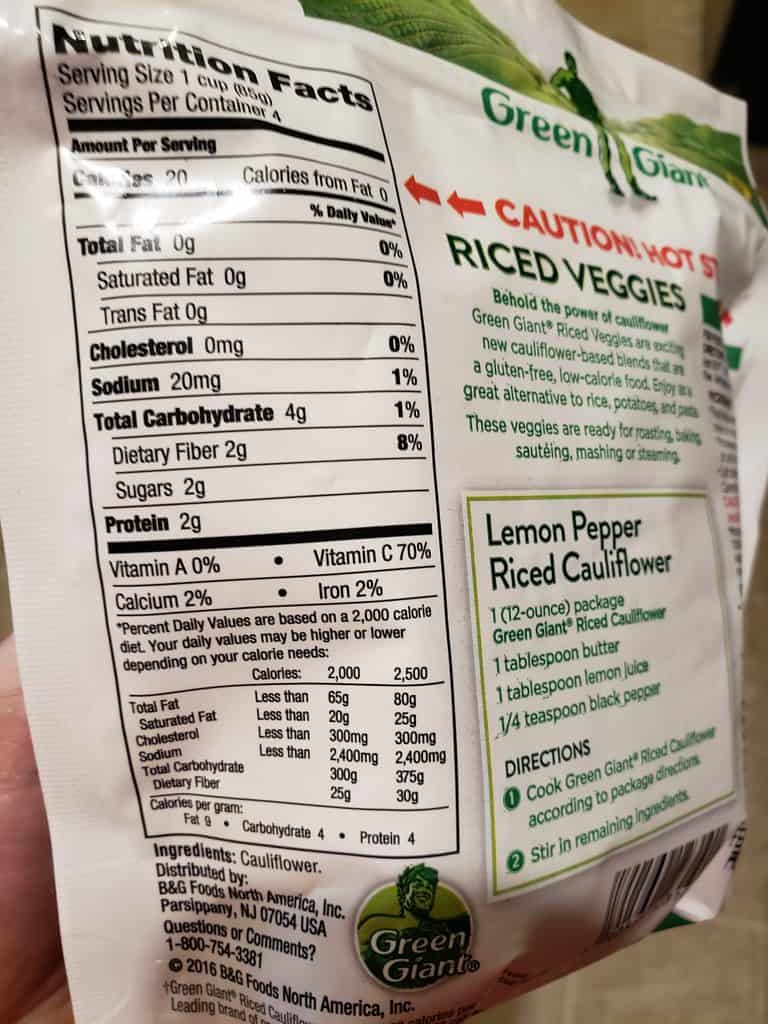 Nutrition Facts
Serving Size 1 cup (85g)
Servings Per Container 4
Amount Per Serving
Calories 20 Calories from Fat 0
% Daily Value*
Total Fat 0g 0%
Saturated Fat 0g 0%
Trans Fat 0g
Cholesterol 0mg 0%
Sodium 20mg 1%
Total Carbohydrate 4g 1%
Dietary Fiber 2g 8%
Sugars 2g
Protein 2g
Vitamin A 0% • Vitamin C 70%
Calcium 2% • Iron 2%
*Percent Daily Values are based on a 2,000 calorie
diet. Your daily values may be higher or lower
depending on your calorie needs:
Calories: 2,000 2,500
Total Fat Less than 65g 80g
Saturated Fat Less than 20g 25g
Cholesterol Less than 300mg 300mg
Sodium Less than 2,400mg 2,400mg
Total Carbohydrate 300g 375g
Dietary Fiber 25g 30g
Calories per gram:
Fat 9 • Carbohydrate 4 • Protein 4
Ingredients: Cauliflower.
Distributed by:
B&G Foods North America, Inc.
Parsippany, NJ 07054 USA
Questions or Comments?
1-800-754-3381
© 2016 B&G Foods North America, Inc.
†Green Giant® Riced
Leading brand of
Green
Giant®
Green Giant
CAUTION! HOT
RICED VEGGIES
Behold the power of cauliflower
Green Giant® Riced Veggies are exciting
new cauliflower-based blends that are
a gluten-free, low-calorie food. Enjoy as a
great alternative to rice, potatoes, and pasta.
These veggies are ready for roasting, baking,
sautéing, mashing or steaming.
Lemon Pepper
Riced Cauliflower
1 (12-ounce) package
Green Giant® Riced Cauliflower
1 tablespoon butter
1 tablespoon lemon juice
1/4 teaspoon black pepper
DIRECTIONS
1 Cook Green Giant® Riced Cauliflower
according to package directions.
2 Stir in remaining ingredients.